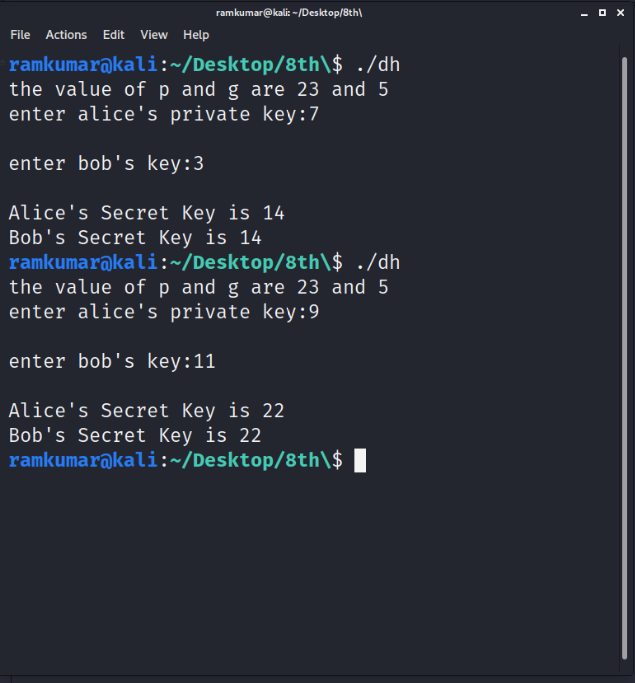 ramkumar@kali: ~/Desktop/8th\
File Actions Edit View Help
ramkumar@kali:~/Desktop/8th\$ ./dh
the value of p and g are 23 and 5
enter alice's private key:7
enter bob's key:3
Alice's Secret Key is 14
Bob's Secret Key is 14
ramkumar@kali:~/Desktop/8th\$ ./dh
the value of p and g are 23 and 5
enter alice's private key:9
enter bob's key:11
Alice's Secret Key is 22
Bob's Secret Key is 22
ramkumar@kali:~/Desktop/8th\$